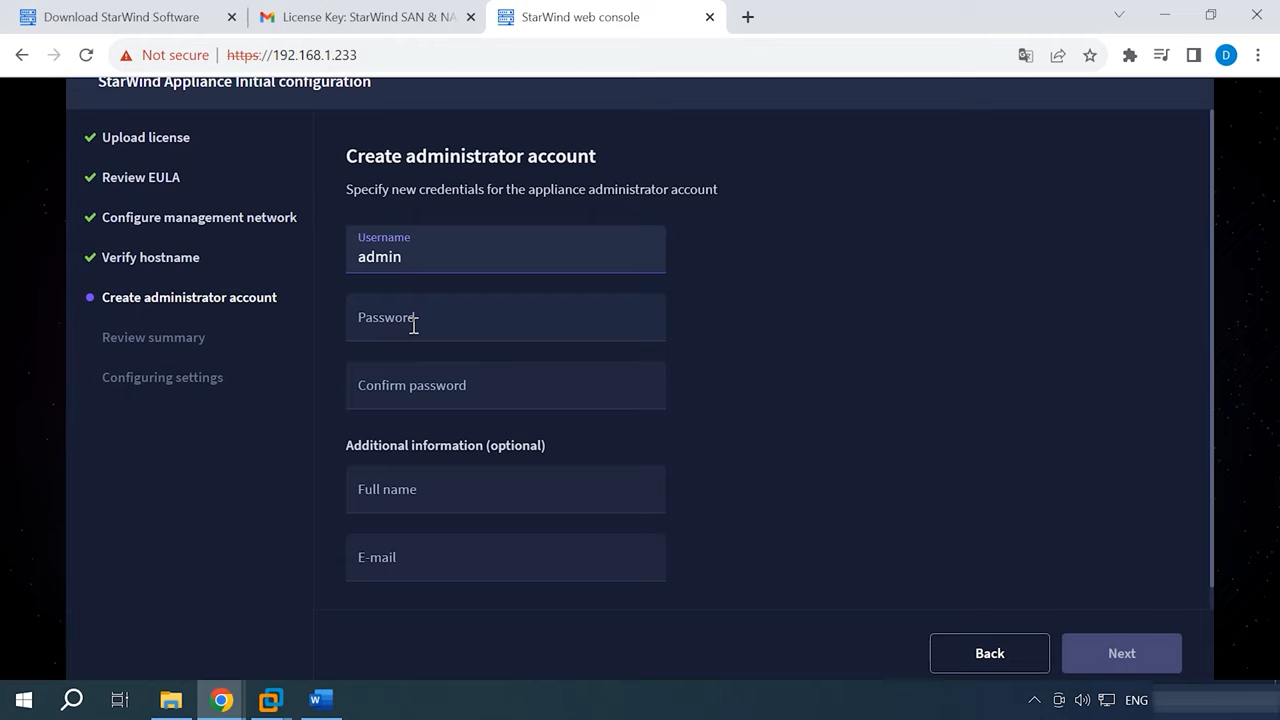 Download StarWind Software
License Key: StarWind SAN & NA
StarWind web console
Not secure
https://192.168.1.233
D
StarWind Appliance Initial configuration
Upload license
Review EULA
Configure management network
Verify hostname
Create administrator account
Review summary
Configuring settings
Create administrator account
Specify new credentials for the appliance administrator account
Username
admin
Password
Confirm password
Additional information (optional)
Full name
E-mail
Back
Next
ENG